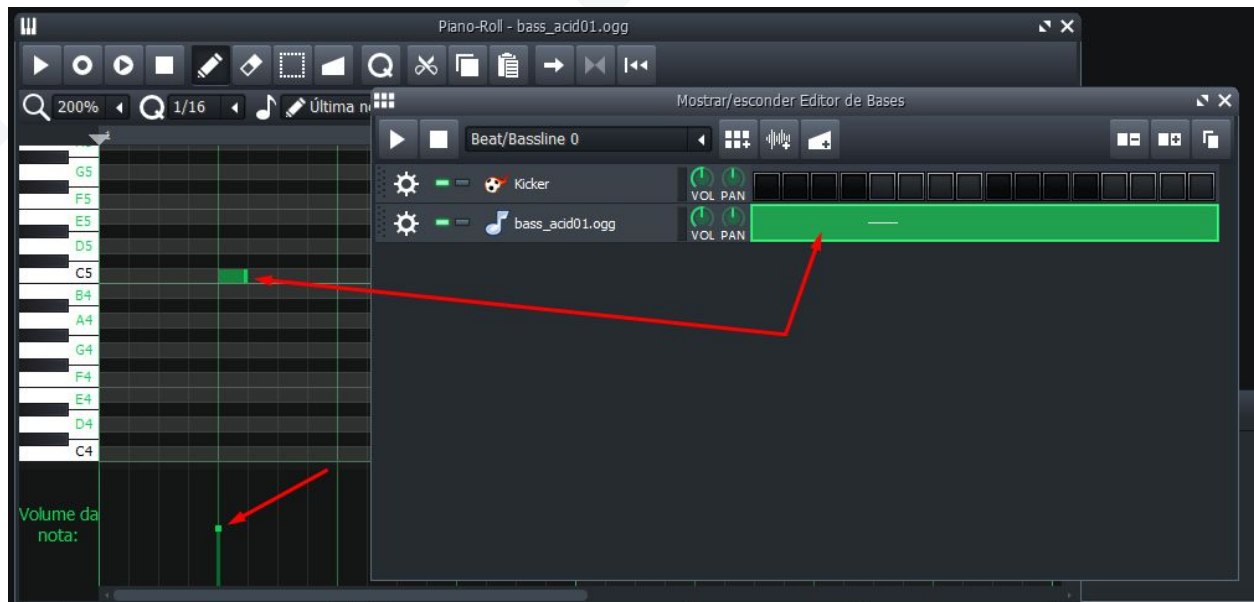 Piano-Roll - bass_acid01.ogg
200%
1/16
Última
Mostrar/esconder Editor de Bases
Beat/Bassline 0
Kicker
VOL PAN
bass_acid01.ogg
VOL PAN
G5
F5
E5
D5
C5
B4
A4
G4
F4
E4
D4
C4
Volume da
nota: